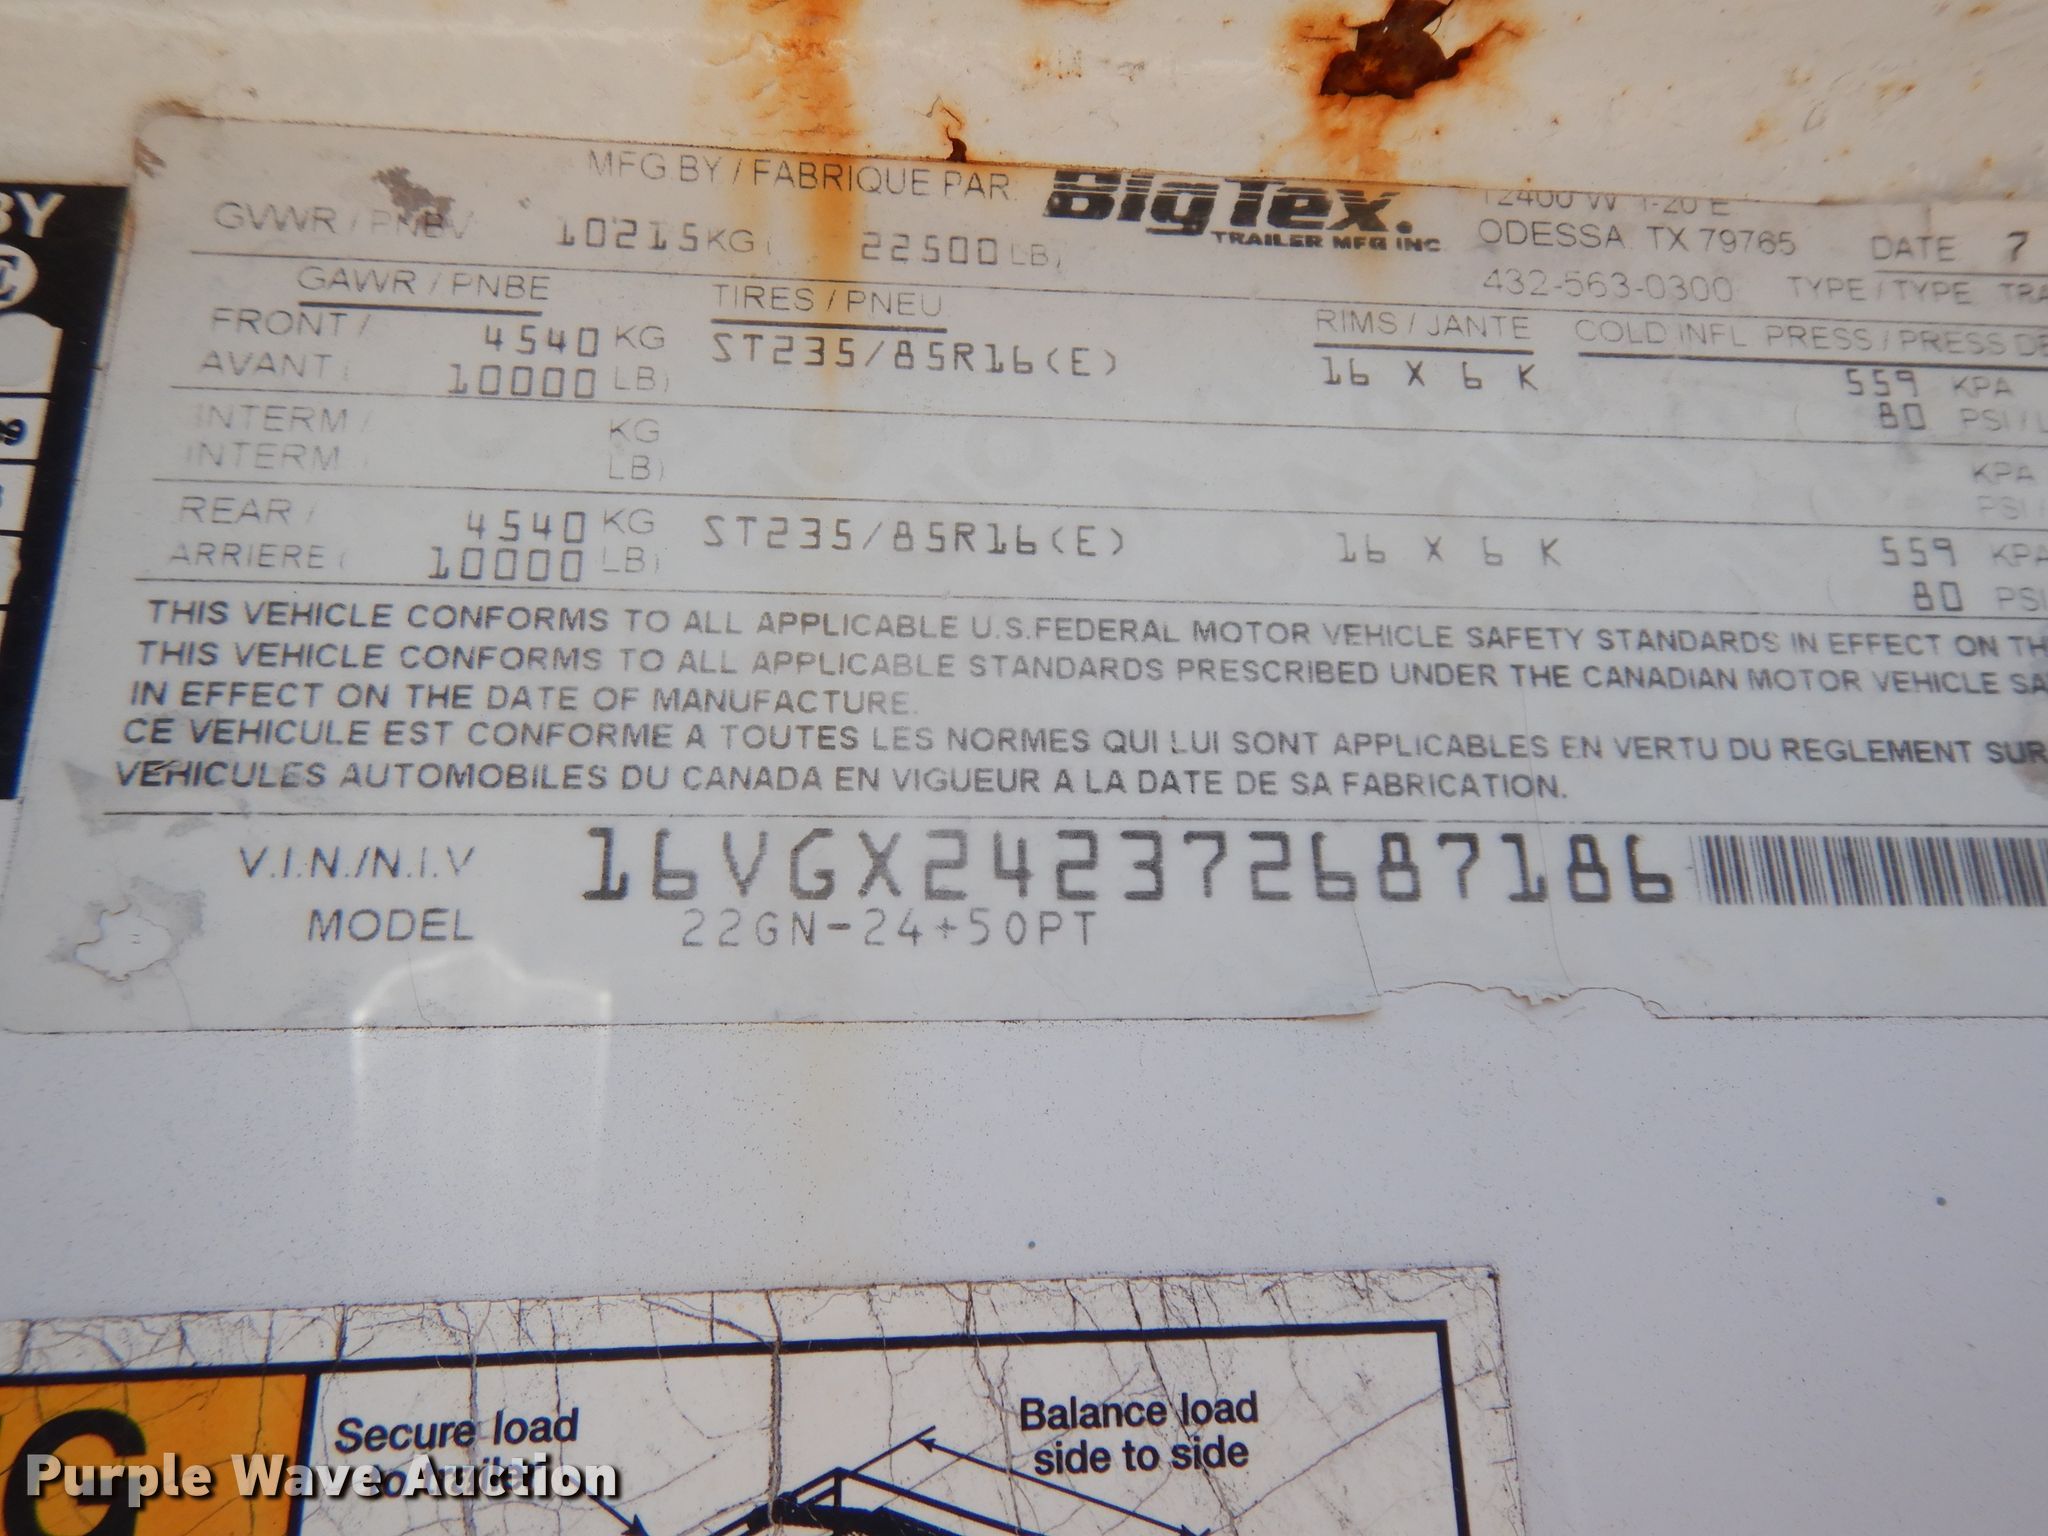 BY
MFG BY / FABRIQUE PAR BigTex. 12400 W I-20 E
TRAILER MFG INC ODESSA TX 79765 DATE 7
GVWR / PNBV 10215 KG ( 22500 LB)
432-563-0300 TYPE / TYPE TRA
GAWR / PNBE TIRES / PNEU RIMS / JANTE COLD INFL PRESS / PRESS DE
FRONT / 4540 KG ST235/85R16(E) 16 X 6 K 559 KPA
AVANT ( 10000 LB) ( 80 PSI / L
INTERM / KG KPA
INTERM ( LB) ( PSI /
REAR / 4540 KG ST235/85R16(E) 16 X 6 K 559 KPA
ARRIERE ( 10000 LB) ( 80 PSI
THIS VEHICLE CONFORMS TO ALL APPLICABLE U.S.FEDERAL MOTOR VEHICLE SAFETY STANDARDS IN EFFECT ON TH
THIS VEHICLE CONFORMS TO ALL APPLICABLE STANDARDS PRESCRIBED UNDER THE CANADIAN MOTOR VEHICLE SA
IN EFFECT ON THE DATE OF MANUFACTURE.
CE VEHICULE EST CONFORME A TOUTES LES NORMES QUI LUI SONT APPLICABLES EN VERTU DU REGLEMENT SUR
VEHICULES AUTOMOBILES DU CANADA EN VIGUEUR A LA DATE DE SA FABRICATION.
V.I.N./N.I.V 16VGX242372687186
MODEL 22GN-24+50PT
G
Secure load
to trailer
Balance load
side to side
Purple Wave Auction